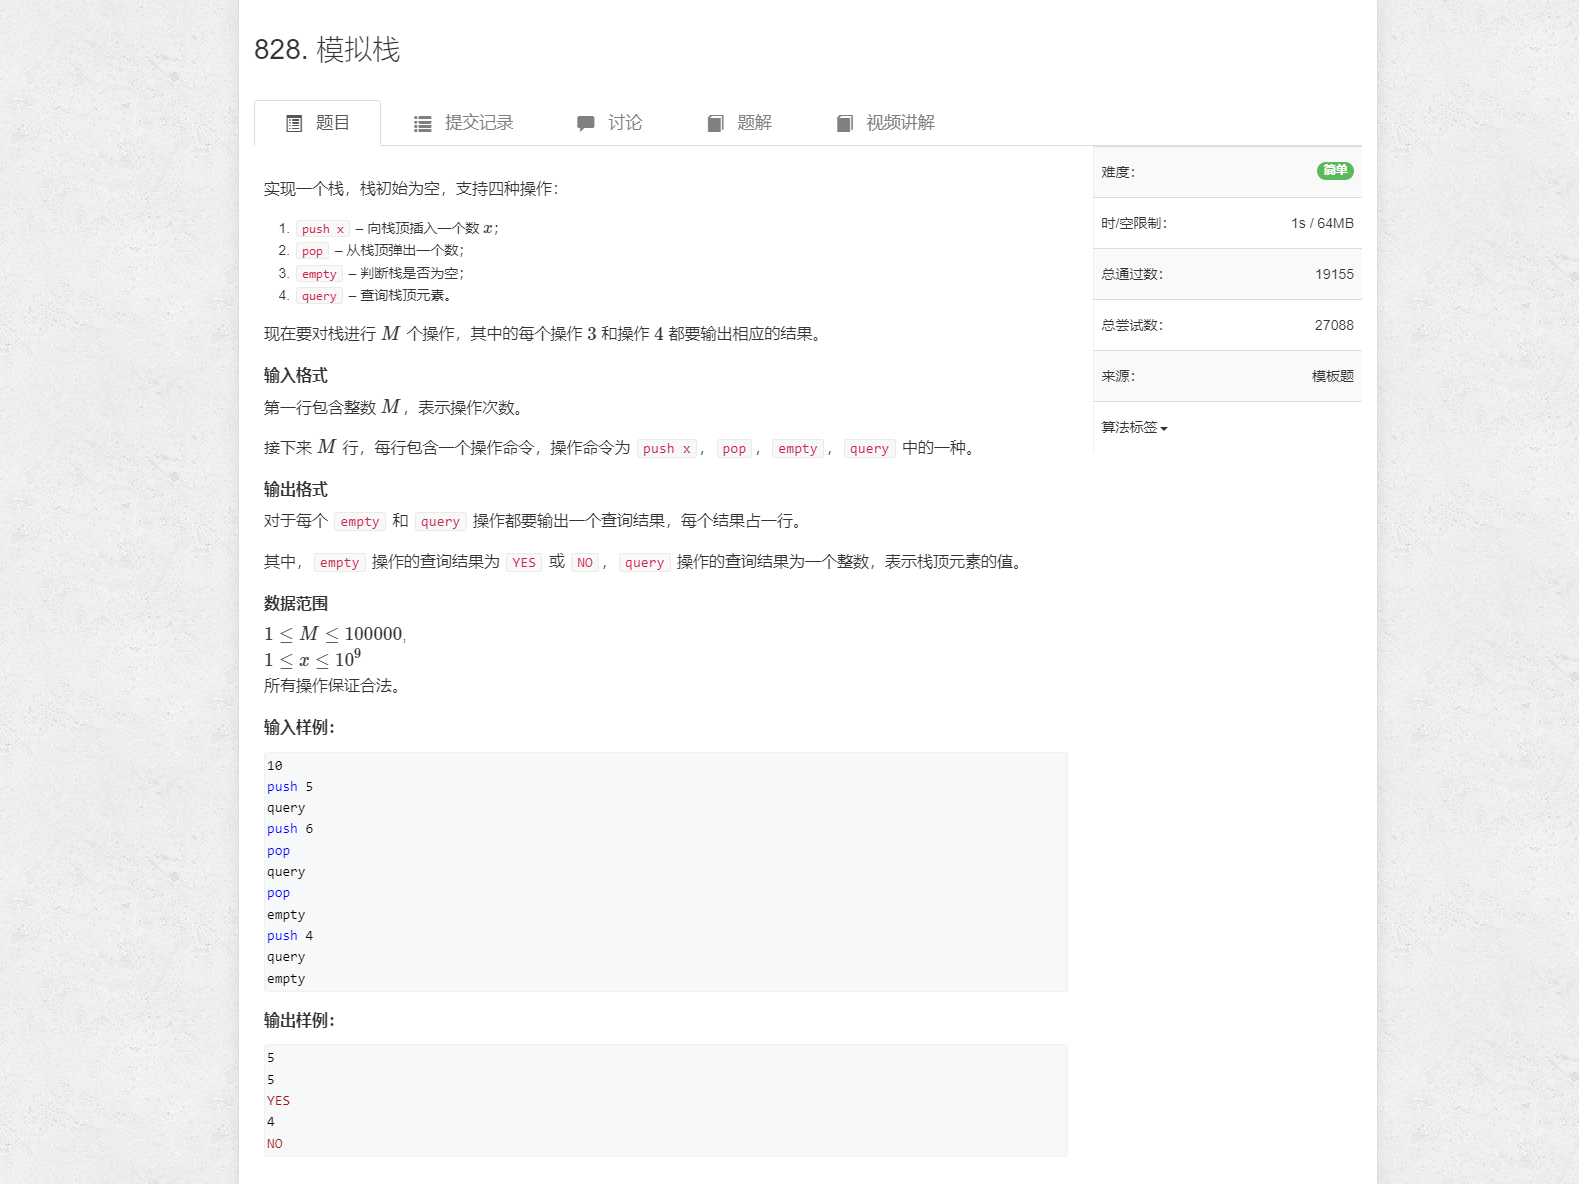 828. 模拟栈
题目
提交记录
讨论
题解
视频讲解
实现一个栈，栈初始为空，支持四种操作：
1. push x – 向栈顶插入一个数 x；
2. pop – 从栈顶弹出一个数；
3. empty – 判断栈是否为空；
4. query – 查询栈顶元素。
现在要对栈进行 M 个操作，其中的每个操作 3 和操作 4 都要输出相应的结果。
输入格式
第一行包含整数 M，表示操作次数。
接下来 M 行，每行包含一个操作命令，操作命令为 push x，pop，empty，query 中的一种。
输出格式
对于每个 empty 和 query 操作都要输出一个查询结果，每个结果占一行。
其中，empty 操作的查询结果为 YES 或 NO，query 操作的查询结果为一个整数，表示栈顶元素的值。
数据范围
1 ≤ M ≤ 100000,
1 ≤ x ≤ 10⁹
所有操作保证合法。
输入样例：
10
push 5
query
push 6
pop
query
pop
empty
push 4
query
empty
输出样例：
5
5
YES
4
NO
难度： 简单
时/空限制： 1s / 64MB
总通过数： 19155
总尝试数： 27088
来源： 模板题
算法标签